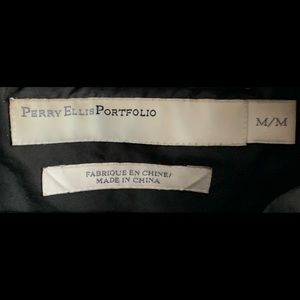 PERRY ELLIS PORTFOLIO
M/M
FABRIQUE EN CHINE/
MADE IN CHINA